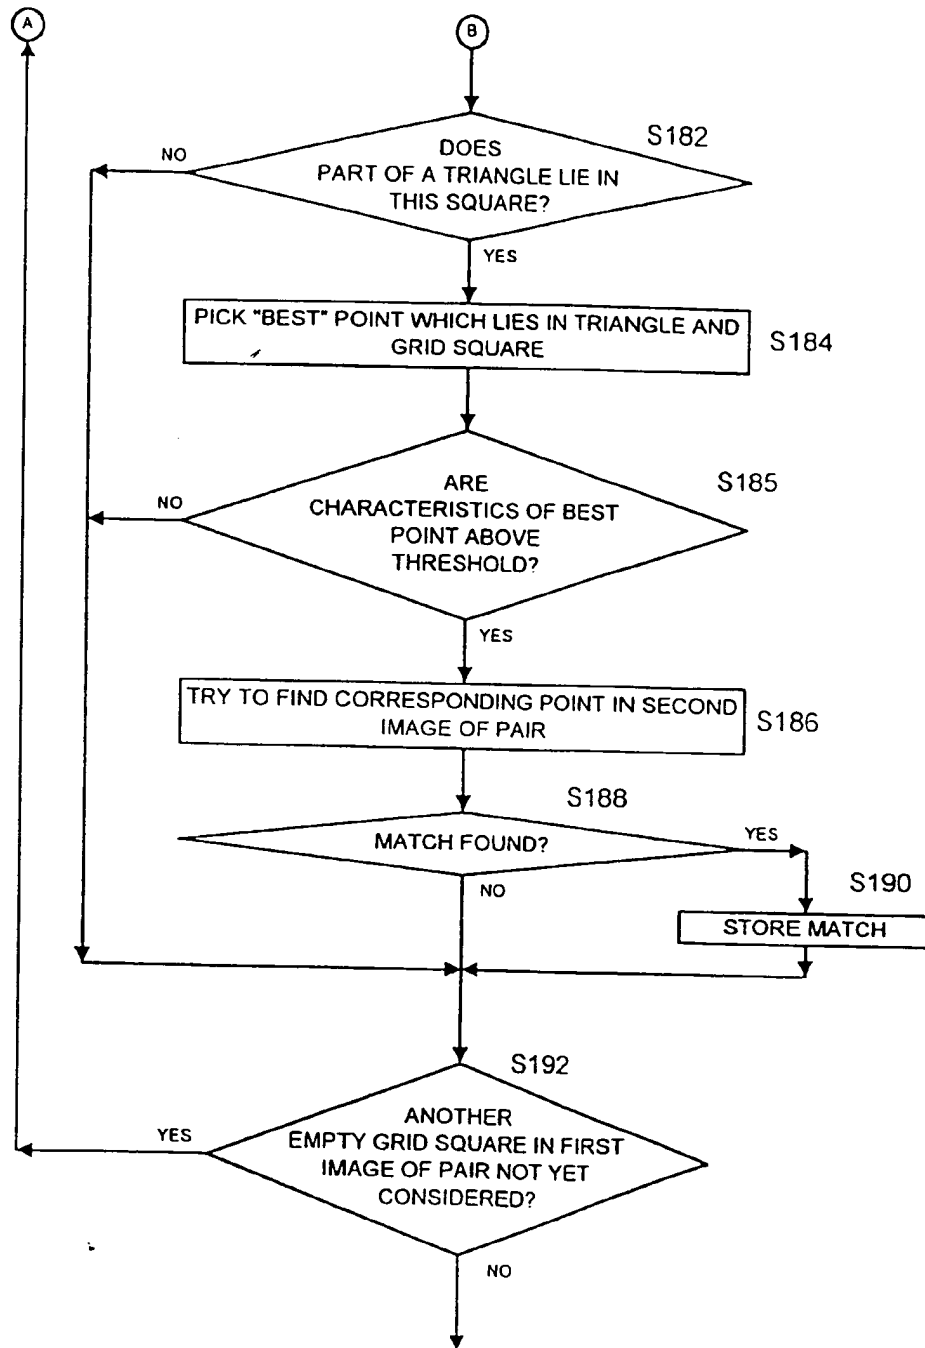 A
B
S182
DOES
PART OF A TRIANGLE LIE IN
THIS SQUARE?
NO
YES
PICK "BEST" POINT WHICH LIES IN TRIANGLE AND
GRID SQUARE
S184
ARE
CHARACTERISTICS OF BEST
POINT ABOVE
THRESHOLD?
S185
NO
YES
TRY TO FIND CORRESPONDING POINT IN SECOND
IMAGE OF PAIR
S186
S188
MATCH FOUND?
YES
NO
S190
STORE MATCH
S192
ANOTHER
EMPTY GRID SQUARE IN FIRST
IMAGE OF PAIR NOT YET
CONSIDERED?
YES
NO